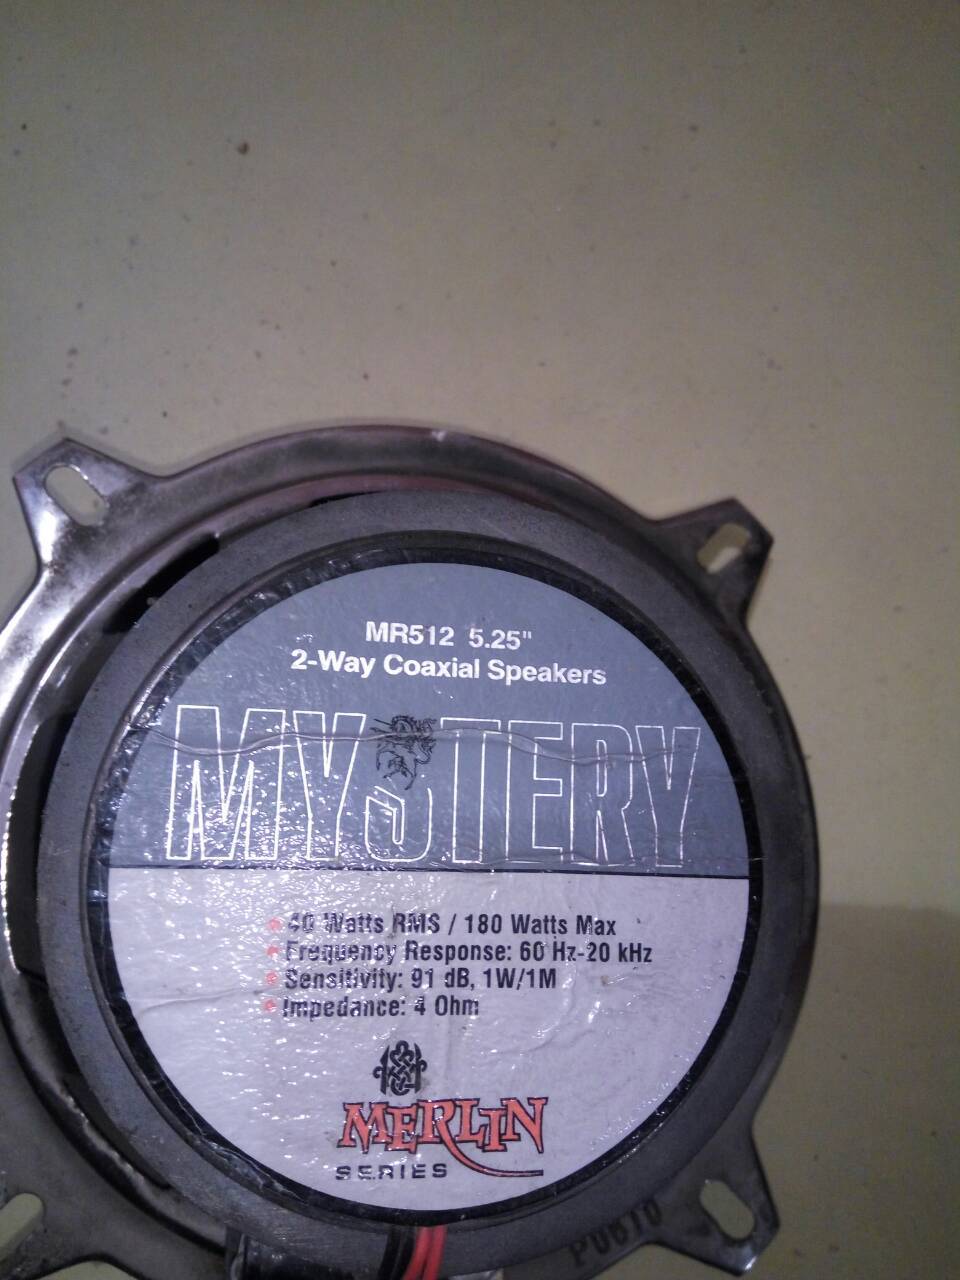 MR512 5.25"
2-Way Coaxial Speakers
MYSTERY
40 Watts RMS / 180 Watts Max
Frequency Response: 60 Hz-20 kHz
Sensitivity: 91 dB, 1W/1M
Impedance: 4 Ohm
MERLIN
SERIES